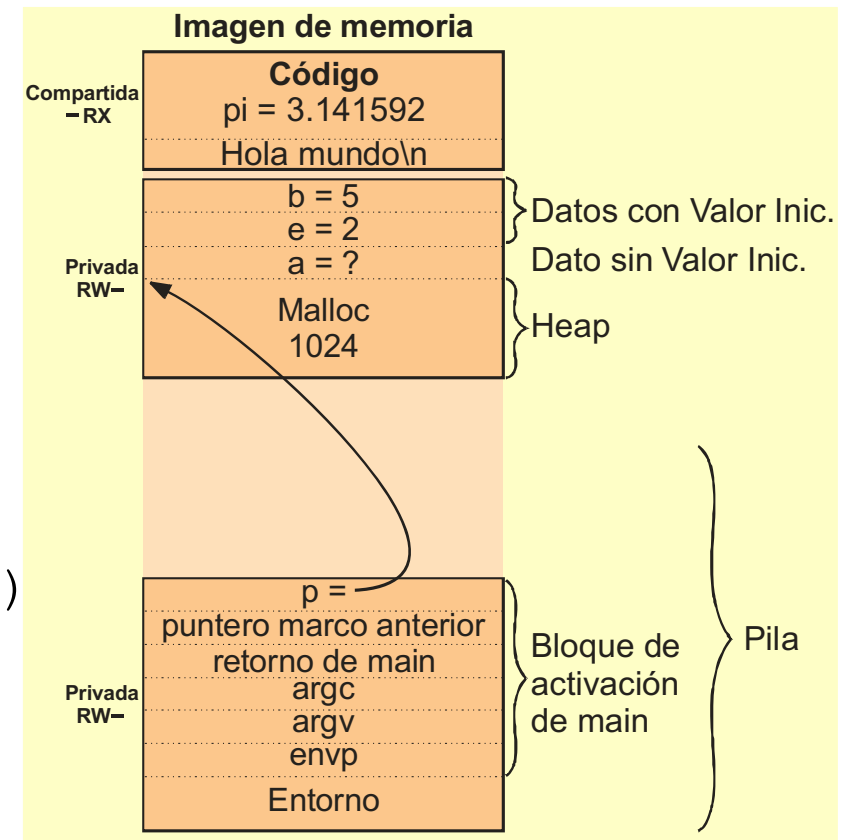 Imagen de memoria
Compartida
–RX
Código
pi = 3.141592
Hola mundo\n
Privada
RW–
b = 5
e = 2
a = ?
Malloc
1024
Datos con Valor Inic.
Dato sin Valor Inic.
Heap
)
Privada
RW–
p =
puntero marco anterior
retorno de main
argc
argv
envp
Entorno
Bloque de
activación
de main
Pila